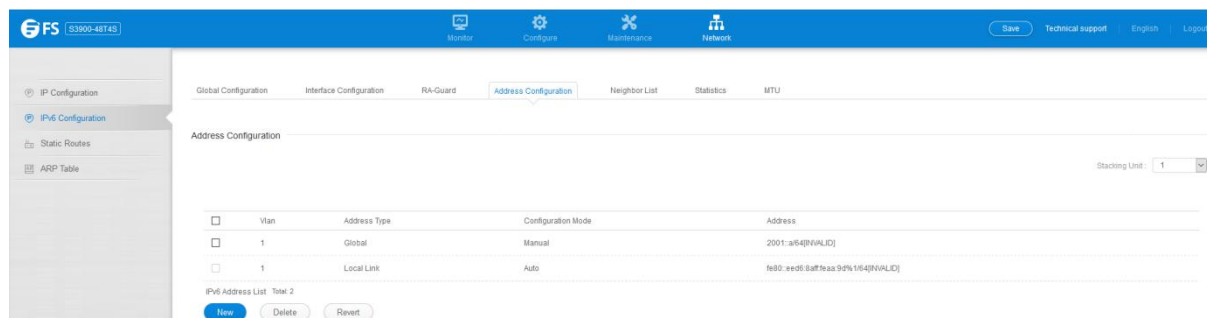 FS S3900-48T4S
Monitor Configure Maintenance Network
Save Technical support English Logout
IP Configuration
IPv6 Configuration
Static Routes
ARP Table
Global Configuration Interface Configuration RA-Guard Address Configuration Neighbor List Statistics MTU
Address Configuration
Stacking Unit : 1
Vlan Address Type Configuration Mode Address
1 Global Manual 2001::a/64[INVALID]
1 Local Link Auto fe80::eed6:8aff:feaa:9d%1/64[INVALID]
IPv6 Address List Total: 2
New Delete Revert